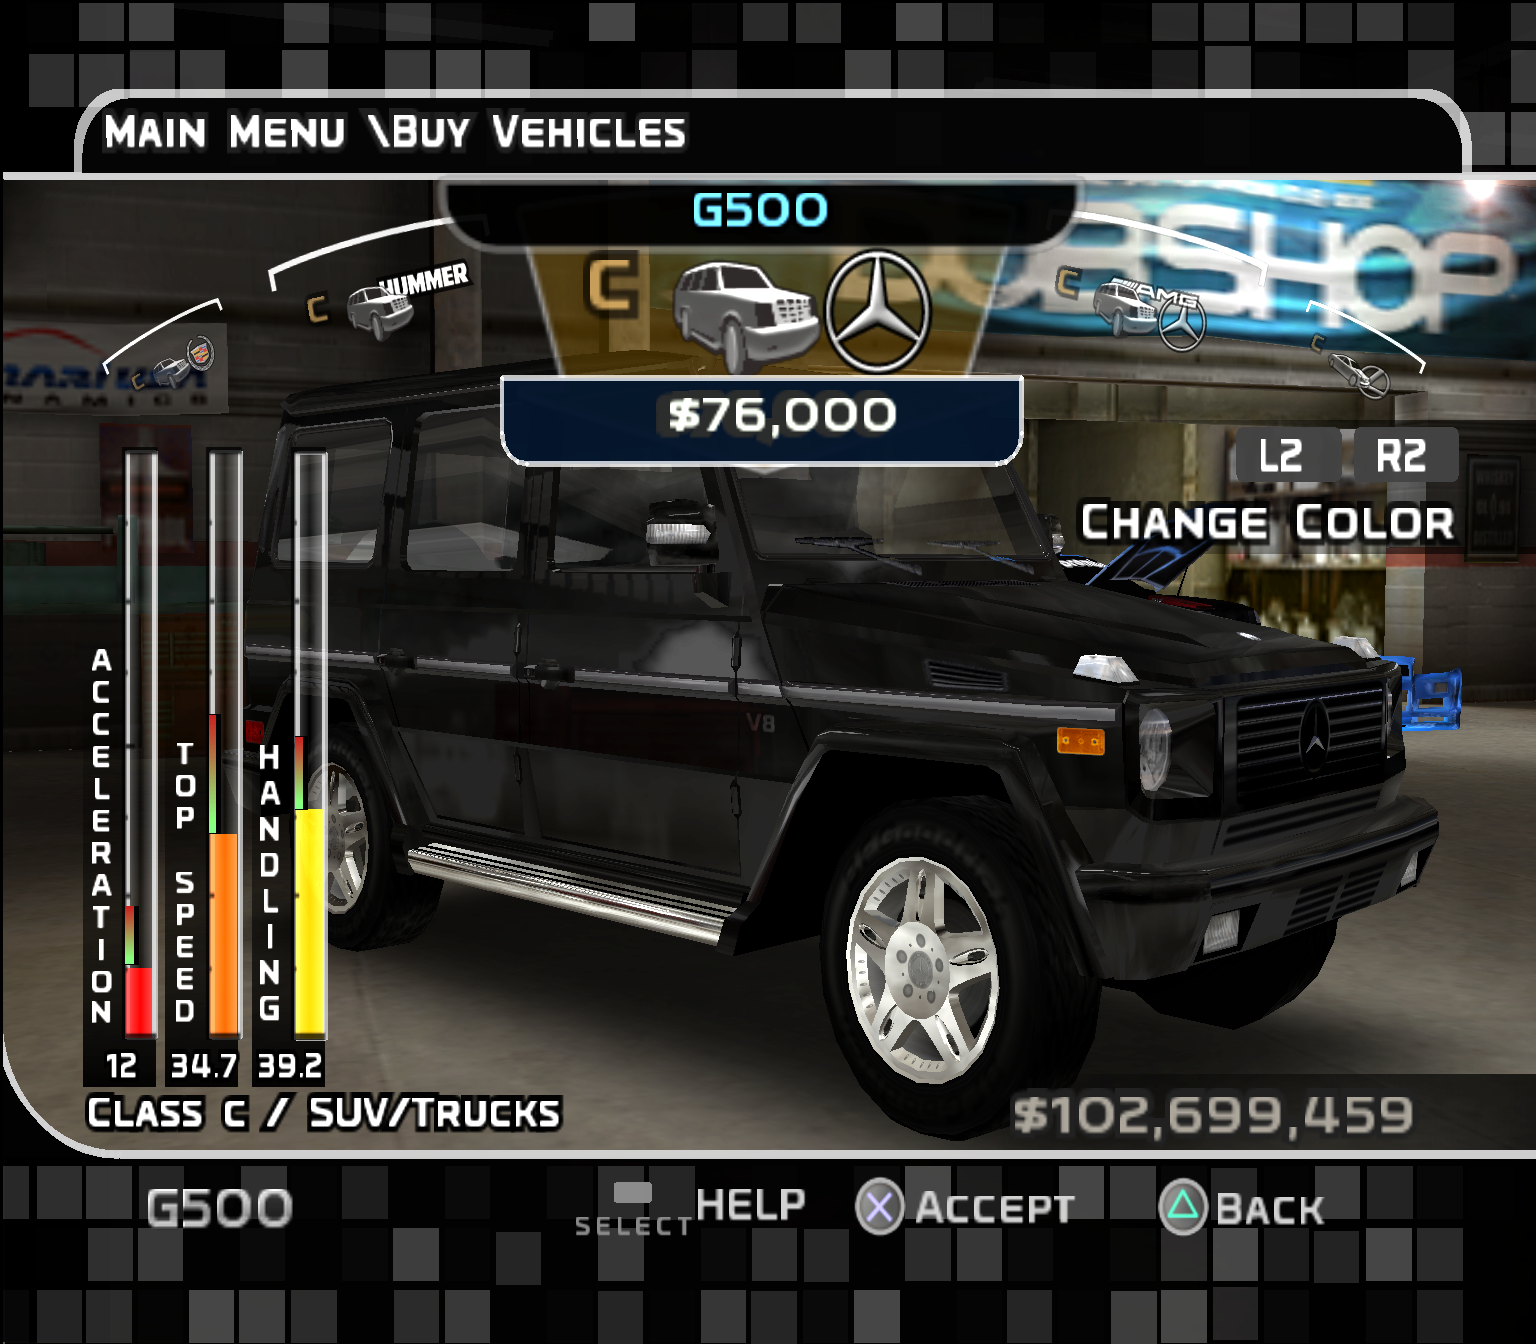 MAIN MENU \BUY VEHICLES
G500
C
HUMMER
C
C
AMG
C
C
$76,000
L2 R2
CHANGE COLOR
V8
ACCELERATION
TOP SPEED
HANDLING
12 34.7 39.2
CLASS C / SUV/TRUCKS
$102,699,459
G500
SELECT HELP
ACCEPT
BACK